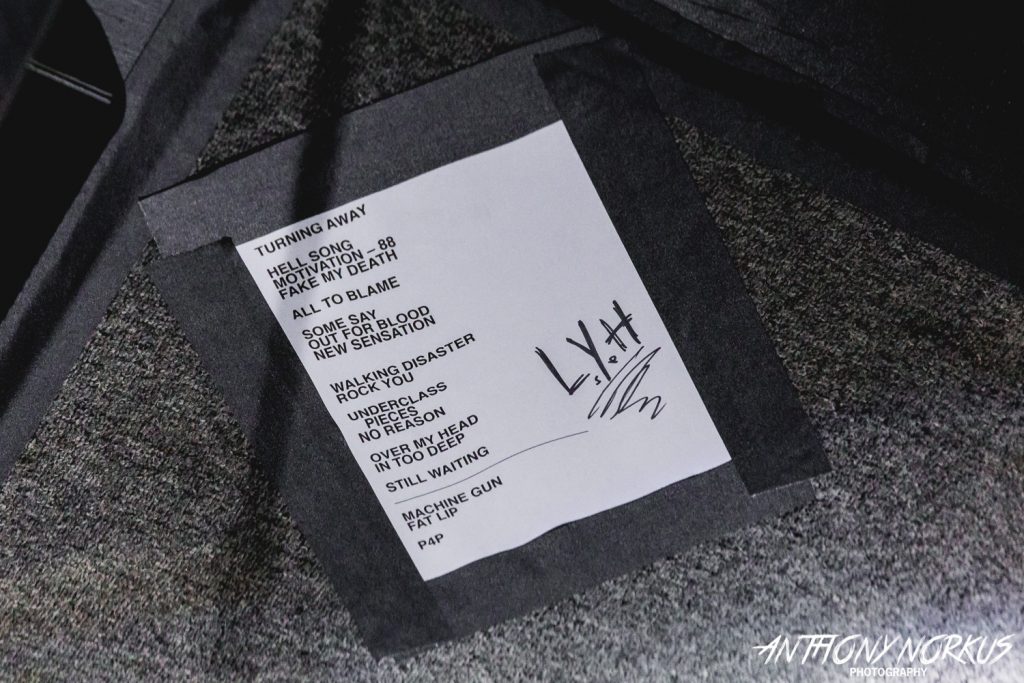 TURNING AWAY
HELL SONG
MOTIVATION – 88
FAKE MY DEATH
ALL TO BLAME
SOME SAY
OUT FOR BLOOD
NEW SENSATION
WALKING DISASTER
ROCK YOU
UNDERCLASS
PIECES
NO REASON
OVER MY HEAD
IN TOO DEEP
STILL WAITING
MACHINE GUN
FAT LIP
P4P
ANTHONY NORKUS
PHOTOGRAPHY